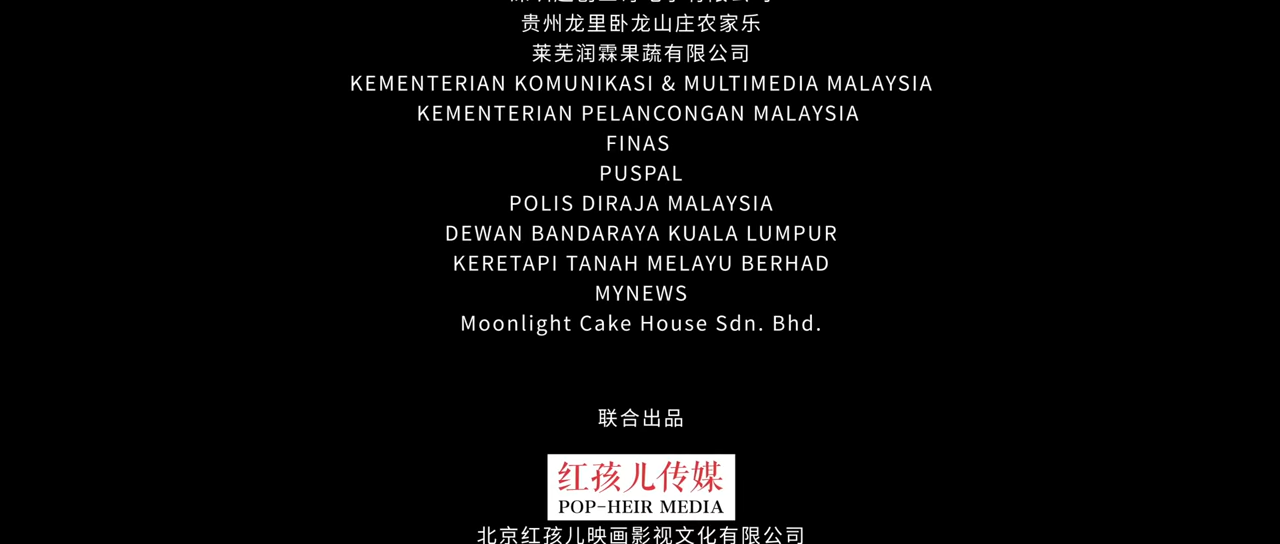 贵州龙里卧龙山庄农家乐
莱芜润霖果蔬有限公司
KEMENTERIAN KOMUNIKASI & MULTIMEDIA MALAYSIA
KEMENTERIAN PELANCONGAN MALAYSIA
FINAS
PUSPAL
POLIS DIRAJA MALAYSIA
DEWAN BANDARAYA KUALA LUMPUR
KERETAPI TANAH MELAYU BERHAD
MYNEWS
Moonlight Cake House Sdn. Bhd.
联合出品
红孩儿传媒
POP-HEIR MEDIA
北京红孩儿映画影视文化有限公司